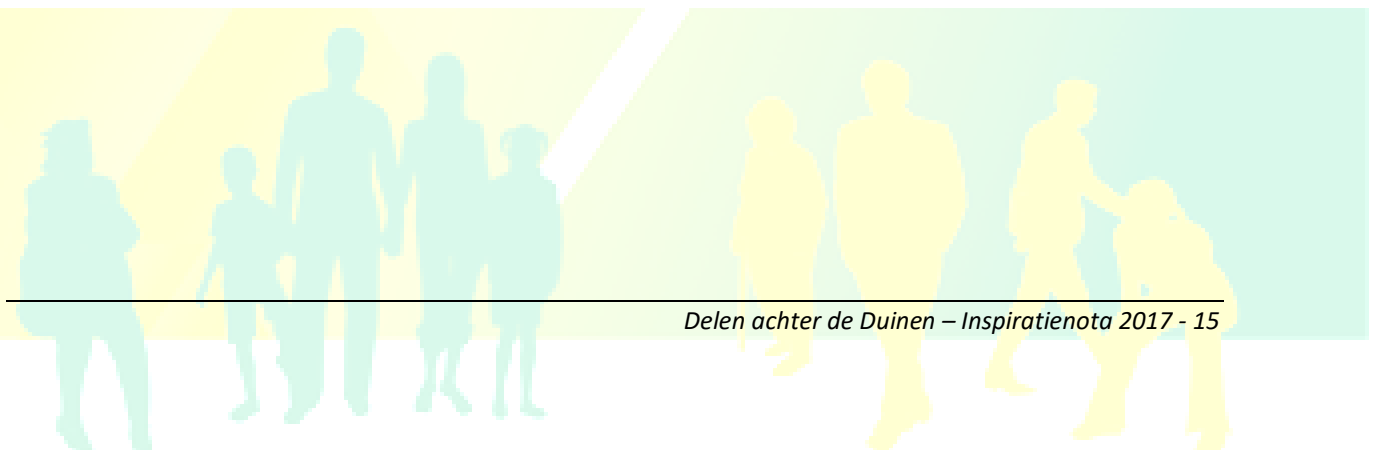 Delen achter de Duinen – Inspiratienota 2017 - 15